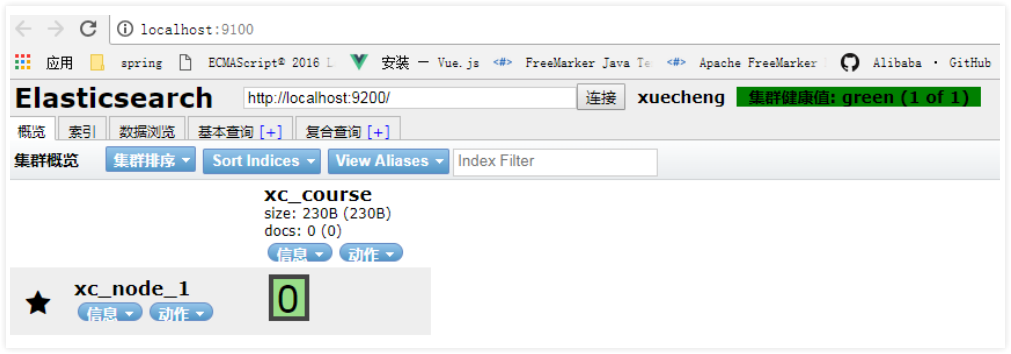 localhost:9100
应用 spring ECMAScript® 2016 L 安装 — Vue.js <#> FreeMarker Java Te <#> Apache FreeMarker Alibaba · GitHub
Elasticsearch http://localhost:9200/ 连接 xuecheng 集群健康值: green (1 of 1)
概览 索引 数据浏览 基本查询 [+] 复合查询 [+]
集群概览 集群排序 Sort Indices View Aliases Index Filter
xc_course
size: 230B (230B)
docs: 0 (0)
信息 动作
xc_node_1 0
信息 动作